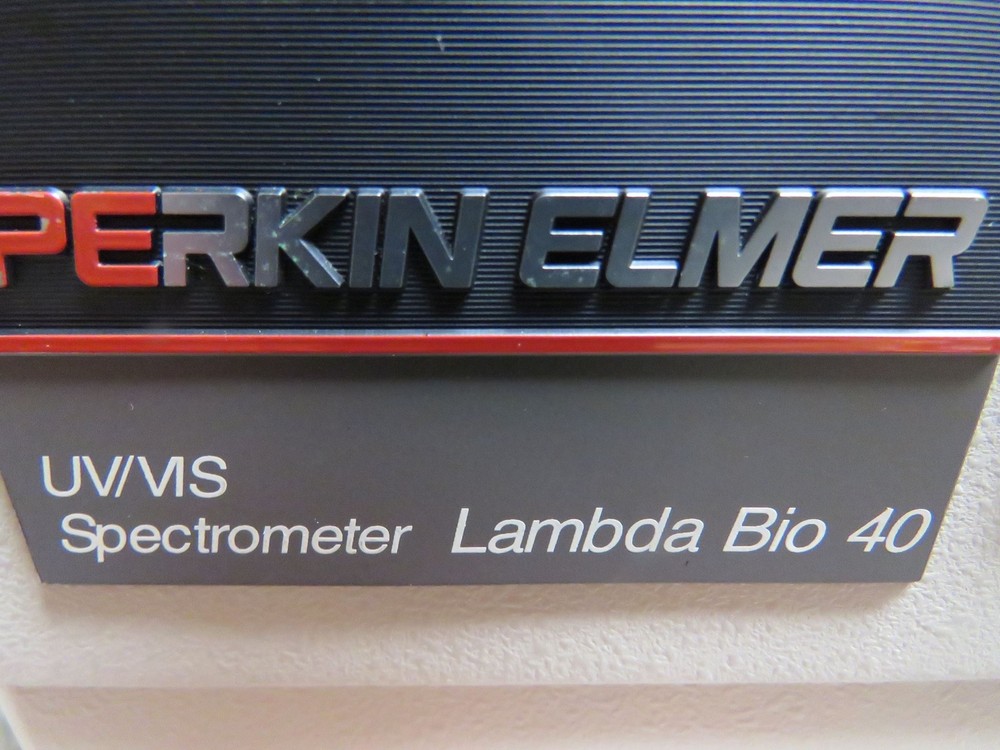 PERKIN ELMER
UV/VIS
Spectrometer Lambda Bio 40